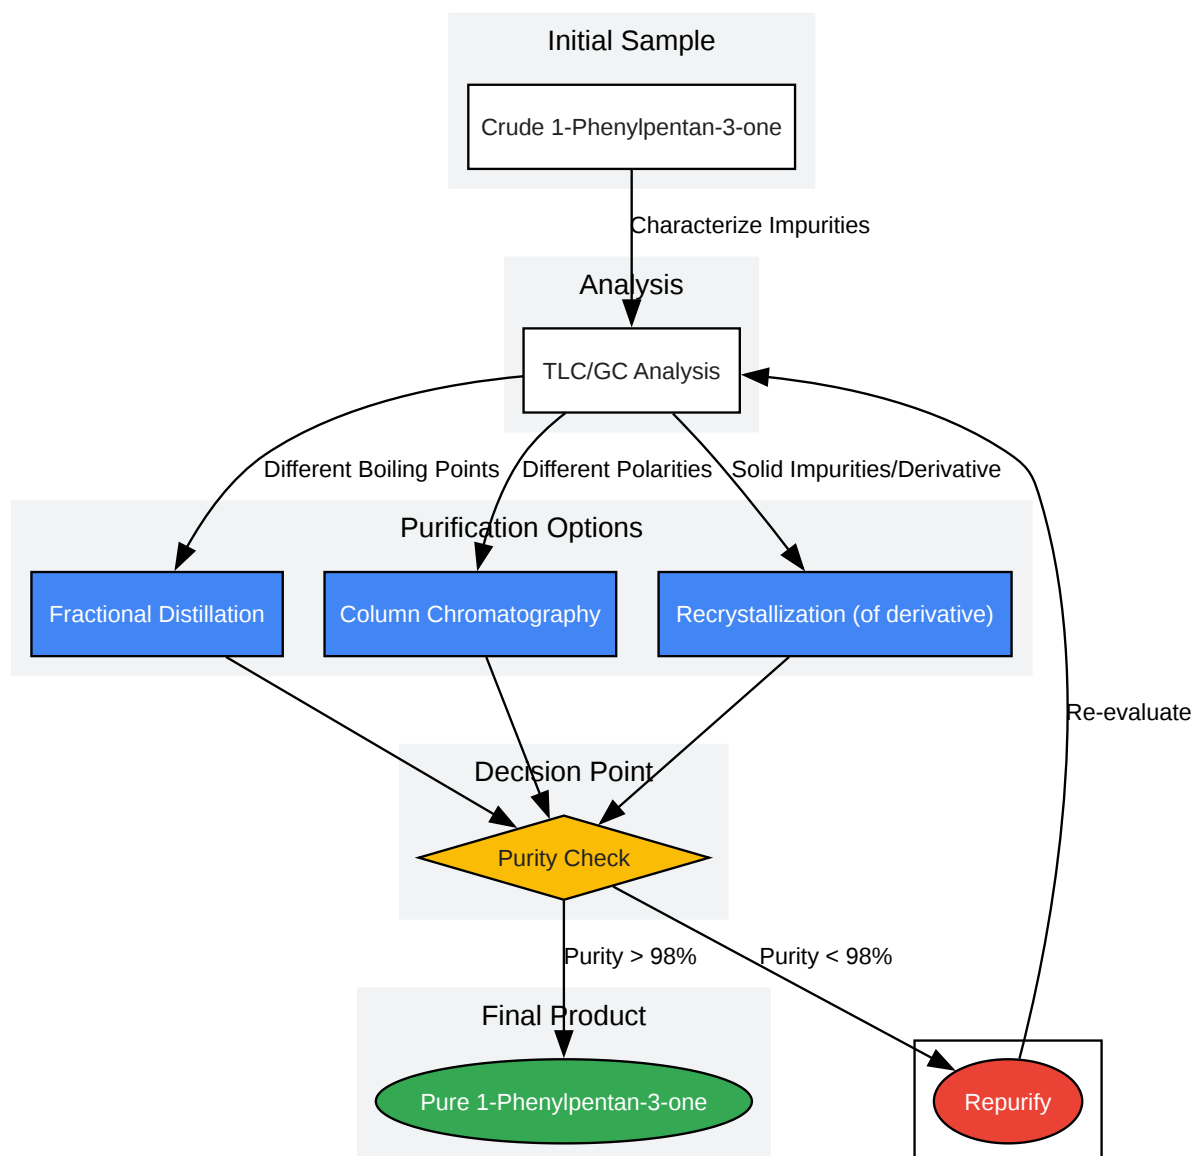 Initial Sample
Crude 1-Phenylpentan-3-one
Characterize Impurities
Analysis
TLC/GC Analysis
Different Boiling Points
Different Polarities
Solid Impurities/Derivative
Purification Options
Fractional Distillation
Column Chromatography
Recrystallization (of derivative)
Re-evaluate
Decision Point
Purity Check
Purity > 98%
Purity < 98%
Final Product
Pure 1-Phenylpentan-3-one
Repurify